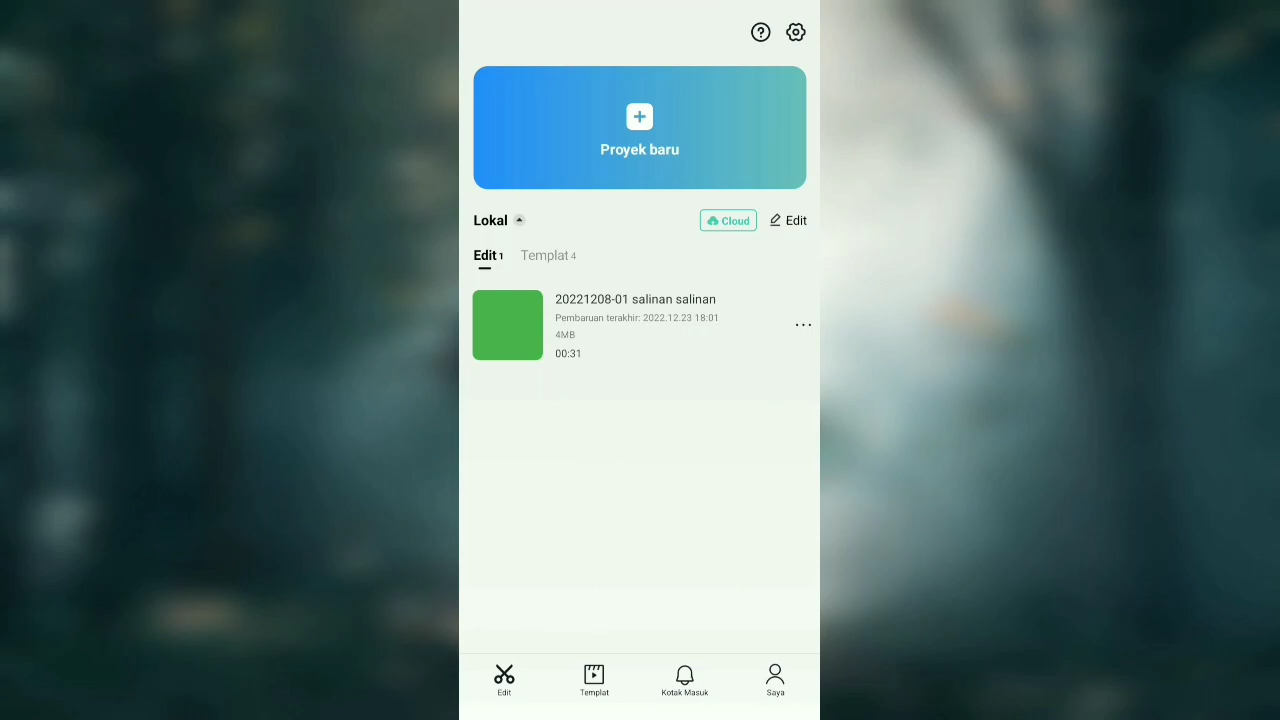 Proyek baru
Lokal
Cloud
Edit
Edit 1
Templat 4
20221208-01 salinan salinan
Pembaruan terakhir: 2022.12.23 18:01
4MB
00:31
Edit
Templat
Kotak Masuk
Saya